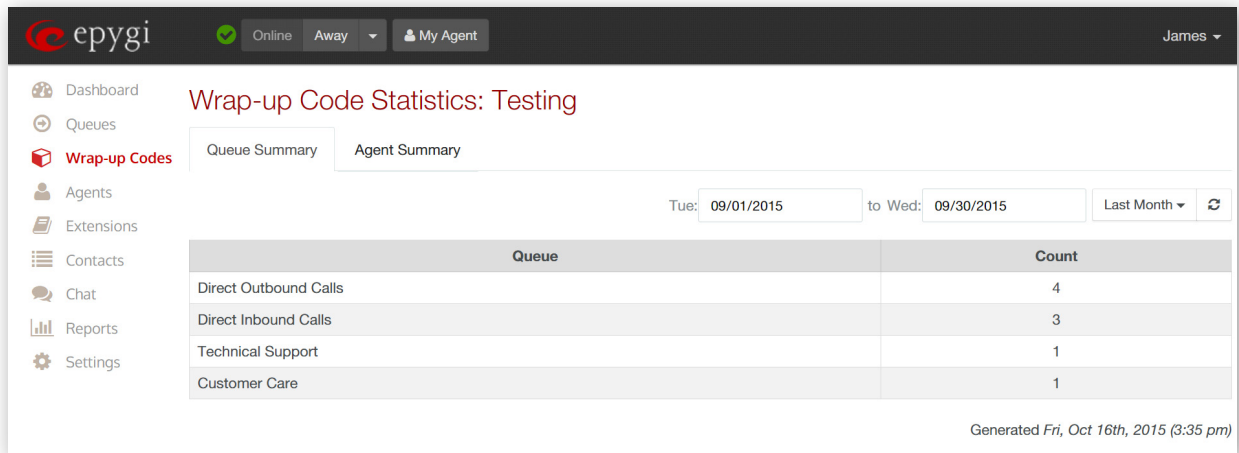 epygi Online Away My Agent James
Dashboard
Queues
Wrap-up Codes
Agents
Extensions
Contacts
Chat
Reports
Settings
Wrap-up Code Statistics: Testing
Queue Summary Agent Summary
Tue: 09/01/2015 to Wed: 09/30/2015 Last Month
Queue Count
Direct Outbound Calls 4
Direct Inbound Calls 3
Technical Support 1
Customer Care 1
Generated Fri, Oct 16th, 2015 (3:35 pm)